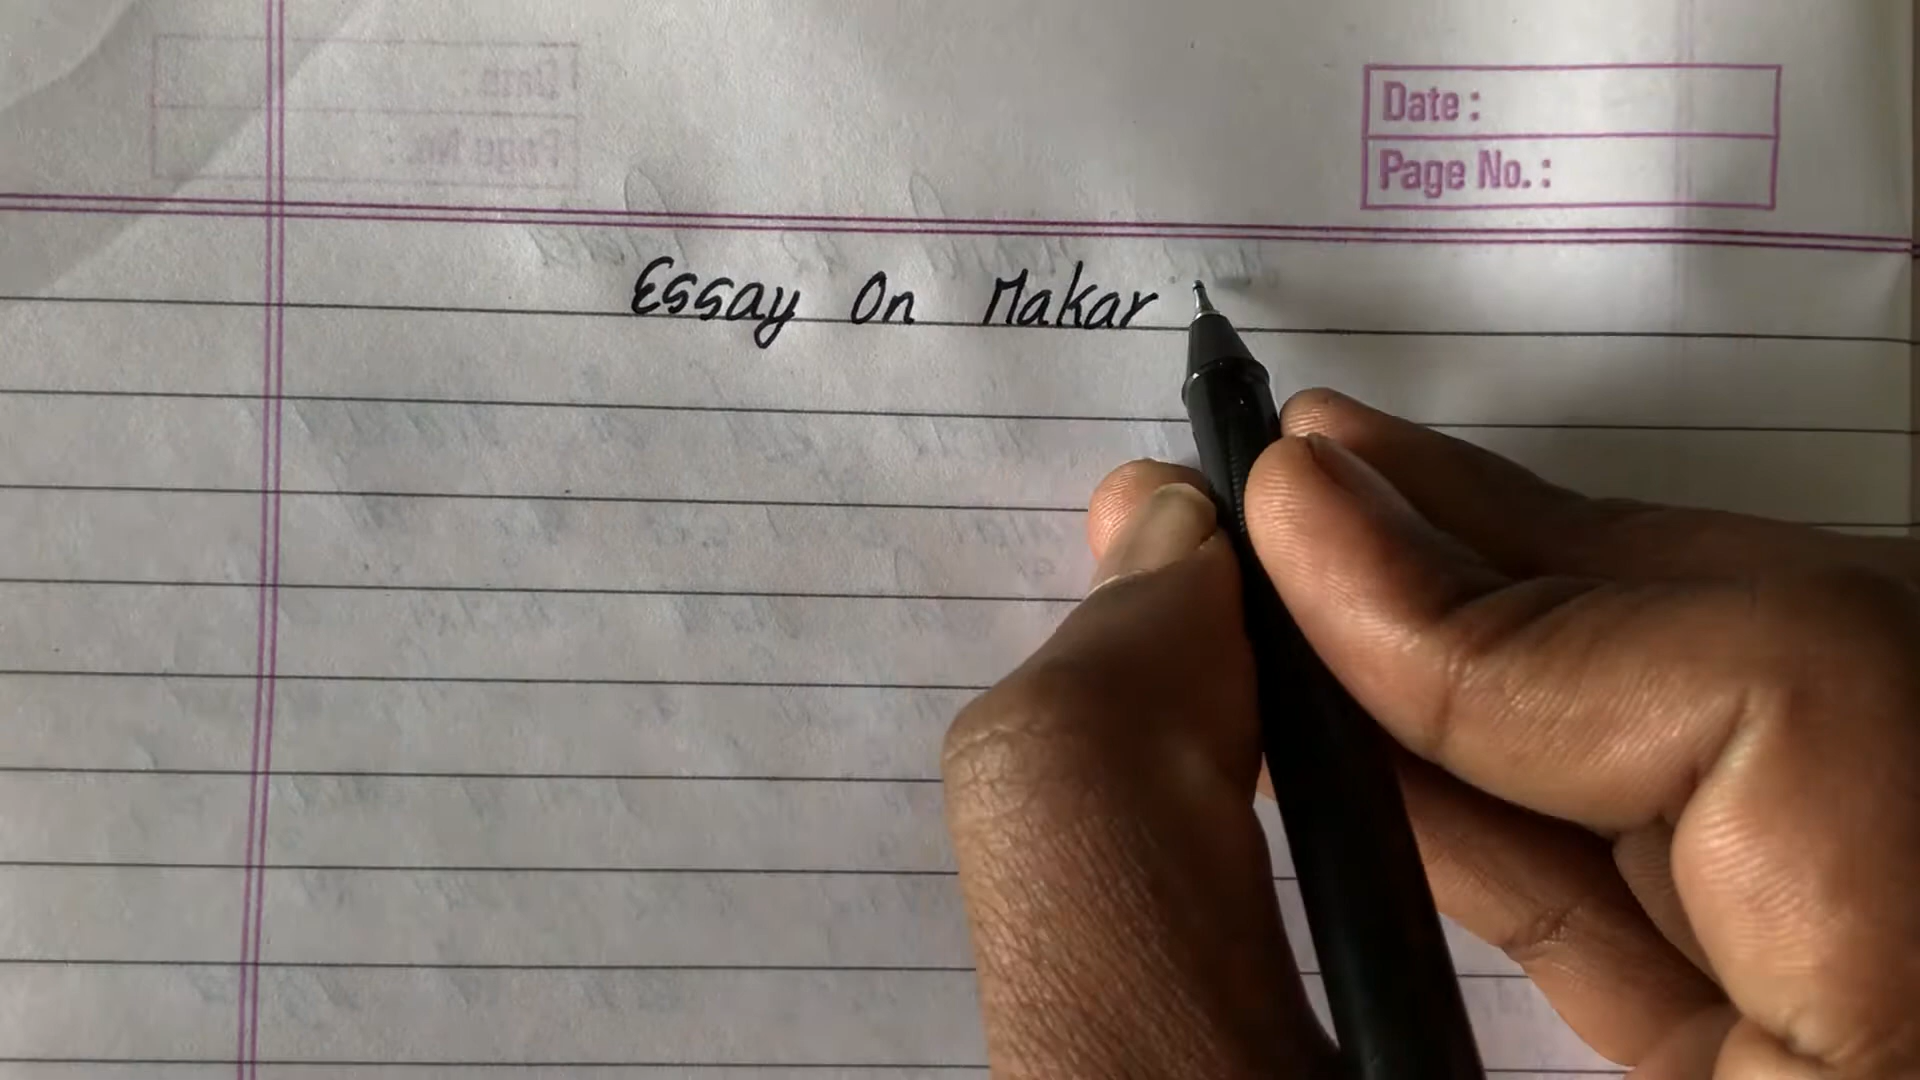 Date :
Page No. :
Essay On Makar